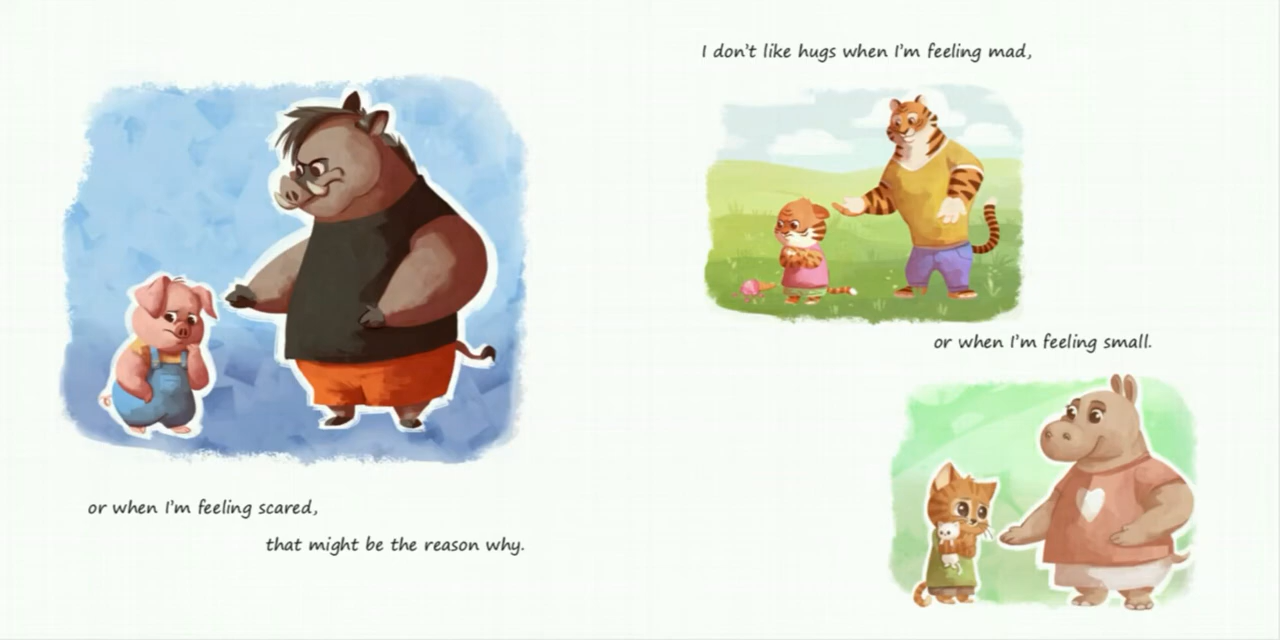 or when I'm feeling scared,
that might be the reason why.
I don't like hugs when I'm feeling mad,
or when I'm feeling small.